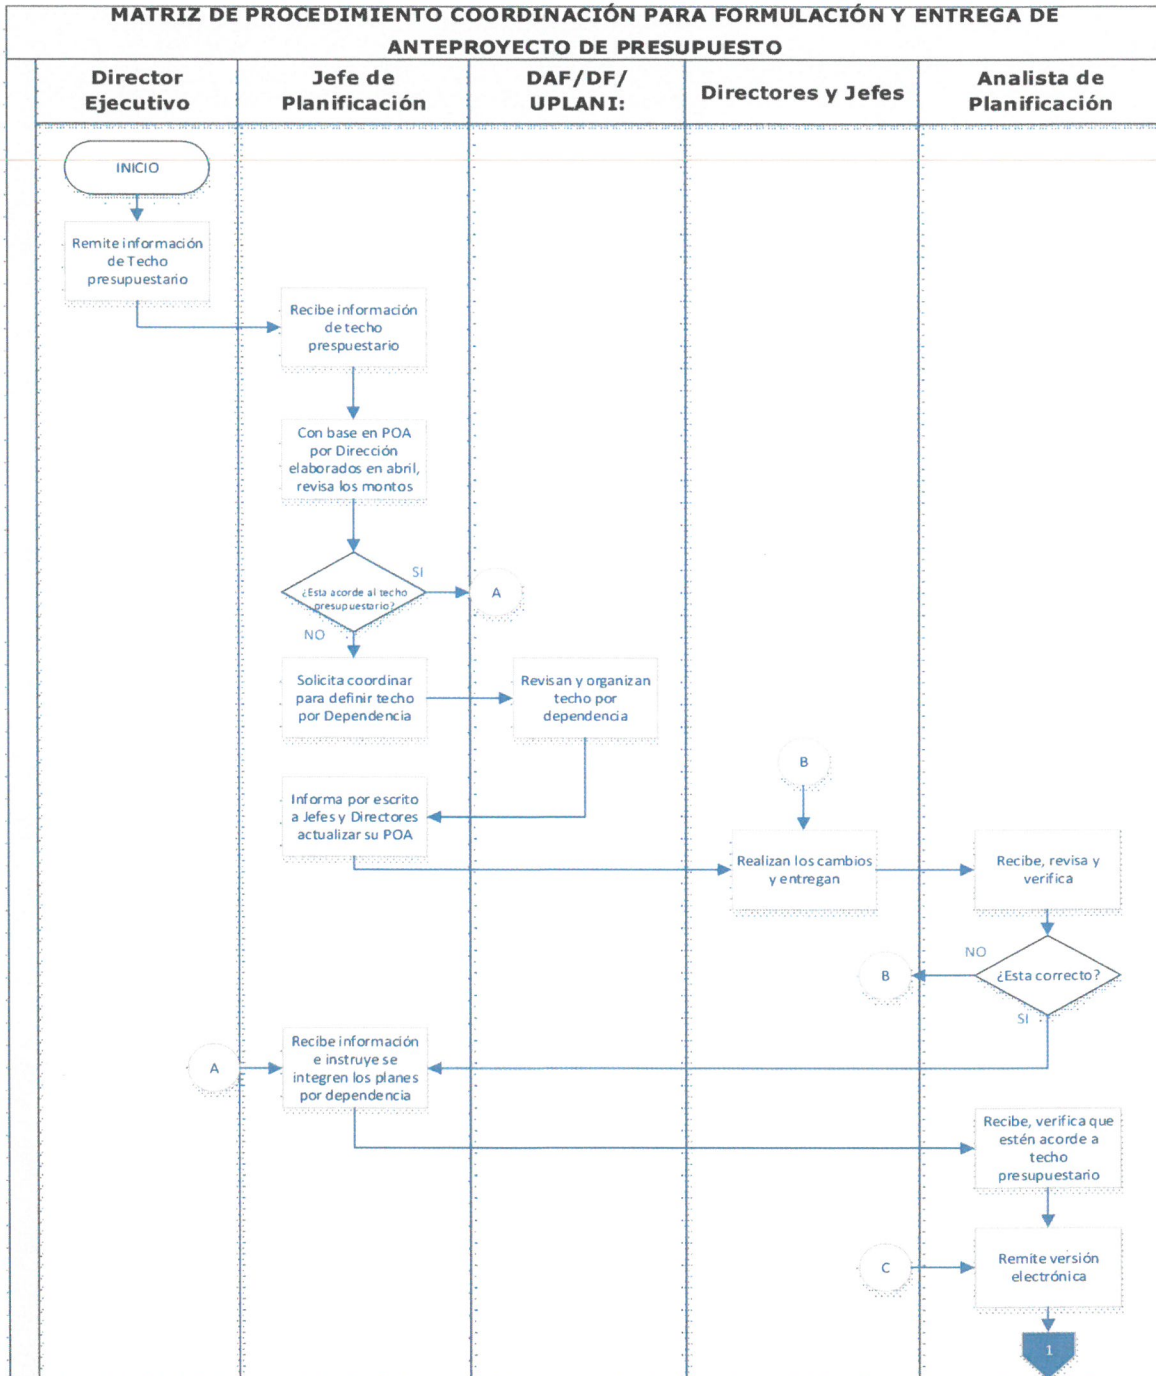 MATRIZ DE PROCEDIMIENTO COORDINACIÓN PARA FORMULACIÓN Y ENTREGA DE
ANTEPROYECTO DE PRESUPUESTO
Director
Ejecutivo
Jefe de
Planificación
DAF/DF/
UPLANI:
Directores y Jefes
Analista de
Planificación
INICIO
Remite información
de Techo
presupuestario
Recibe información
de techo
prespuestario
Con base en POA
por Dirección
elaborados en abril,
revisa los montos
¿Esta acorde al techo
presupuestario?
SI
A
NO
Solicita coordinar
para definir techo
por Dependencia
Revisan y organizan
techo por
dependencia
B
Informa por escrito
a Jefes y Directores
actualizar su POA
Realizan los cambios
y entregan
Recibe, revisa y
verifica
NO
¿Esta correcto?
B
SI
A
Recibe información
e instruye se
integren los planes
por dependencia
Recibe, verifica que
estén acorde a
techo
presupuestario
C
Remite versión
electrónica
1